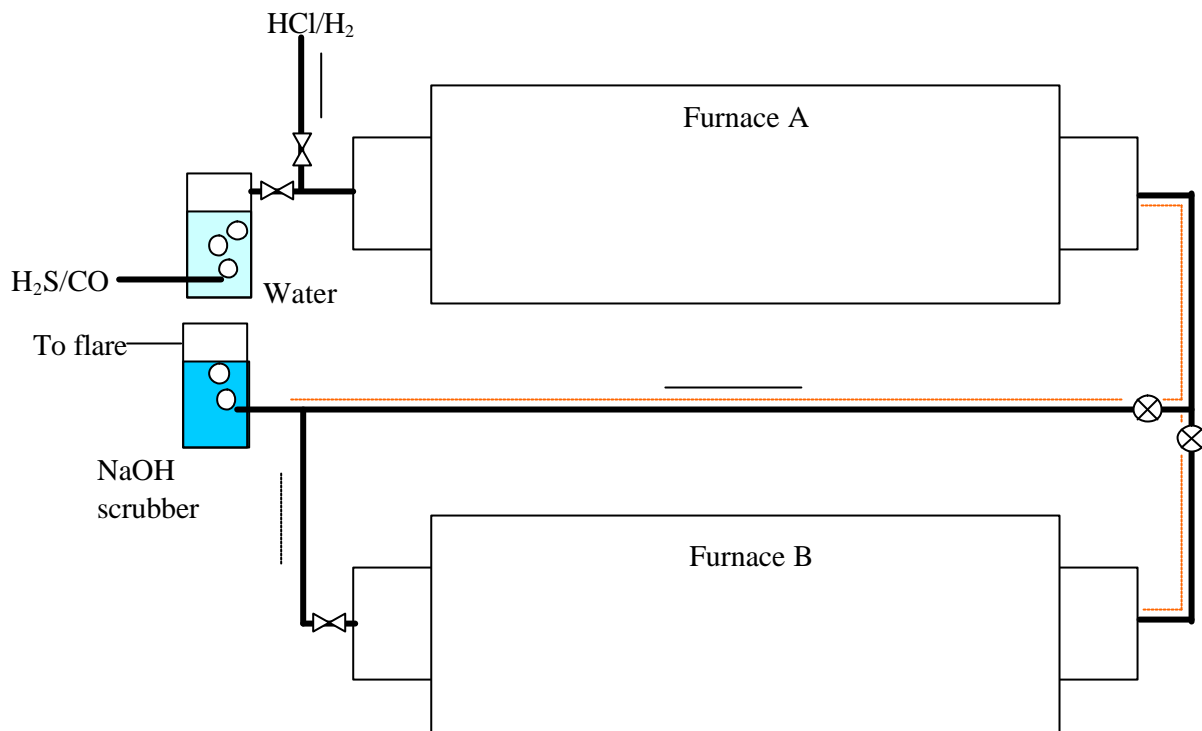 HCl/H₂
Furnace A
H₂S/CO
Water
To flare
NaOH
scrubber
Furnace B